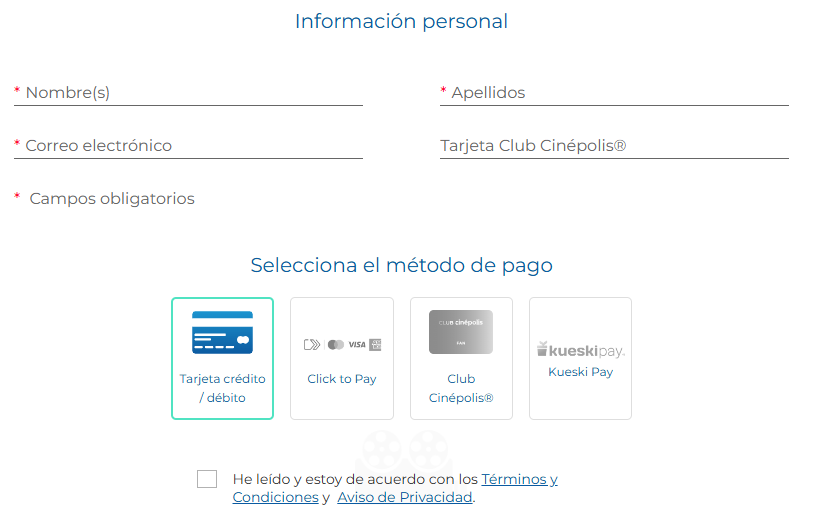 Información personal
* Nombre(s)
* Apellidos
* Correo electrónico
Tarjeta Club Cinépolis®
* Campos obligatorios
Selecciona el método de pago
Tarjeta crédito
/ débito
VISA
Click to Pay
CLUB cinépolis
FAN
Club
Cinépolis®
kueskipay.
Kueski Pay
He leído y estoy de acuerdo con los Términos y
Condiciones y Aviso de Privacidad.